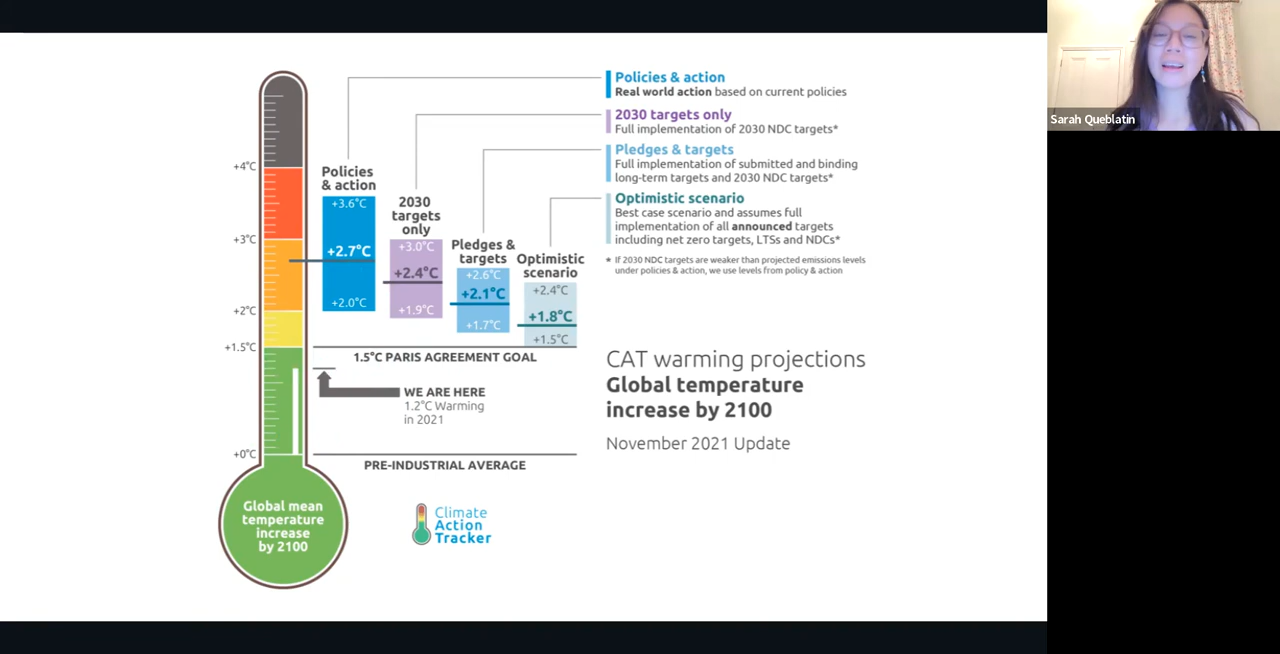 Sarah Queblatin
Policies & action
Real world action based on current policies
2030 targets only
Full implementation of 2030 NDC targets*
Pledges & targets
Full implementation of submitted and binding
long-term targets and 2030 NDC targets*
Optimistic scenario
Best case scenario and assumes full
implementation of all announced targets
including net zero targets, LTSs and NDCs*
* If 2030 NDC targets are weaker than projected emissions levels
under policies & action, we use levels from policy & action
+4°C
+3°C
+2°C
+1.5°C
+0°C
Policies
& action
+3.6°C
+2.7°C
+2.0°C
2030
targets
only
+3.0°C
+2.4°C
+1.9°C
Pledges &
targets
+2.6°C
+2.1°C
+1.7°C
Optimistic
scenario
+2.4°C
+1.8°C
+1.5°C
1.5°C PARIS AGREEMENT GOAL
WE ARE HERE
1.2°C Warming
in 2021
PRE-INDUSTRIAL AVERAGE
CAT warming projections
Global temperature
increase by 2100
November 2021 Update
Global mean
temperature
increase
by 2100
Climate
Action
Tracker